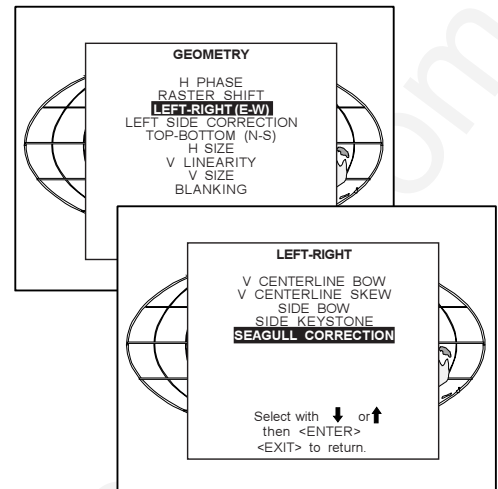 GEOMETRY
H PHASE
RASTER SHIFT
LEFT-RIGHT (E-W)
LEFT SIDE CORRECTION
TOP-BOTTOM (N-S)
H SIZE
V LINEARITY
V SIZE
BLANKING
LEFT-RIGHT
V CENTERLINE BOW
V CENTERLINE SKEW
SIDE BOW
SIDE KEYSTONE
SEAGULL CORRECTION
Select with ⬇ or ⬆
then <ENTER>
<EXIT> to return.